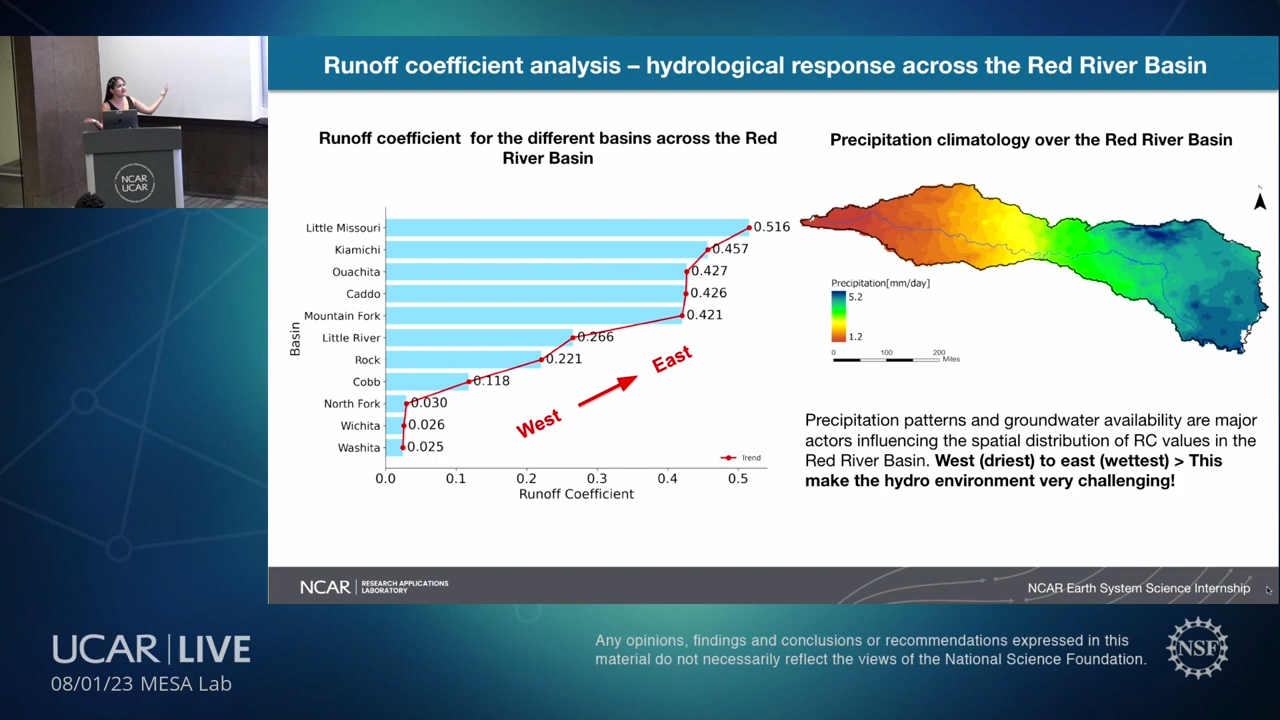 Runoff coefficient analysis – hydrological response across the Red River Basin
NCAR
UCAR
Runoff coefficient for the different basins across the Red
River Basin
Little Missouri
0.516
Kiamichi
0.457
Ouachita
0.427
Caddo
0.426
Mountain Fork
0.421
Little River
0.266
Rock
0.221
Cobb
0.118
North Fork
0.030
Wichita
0.026
Washita
0.025
Basin
West
East
Trend
0.0 0.1 0.2 0.3 0.4 0.5
Runoff Coefficient
Precipitation climatology over the Red River Basin
N
Precipitation[mm/day]
5.2
1.2
0 100 200
Miles
Precipitation patterns and groundwater availability are major
actors influencing the spatial distribution of RC values in the
Red River Basin. West (driest) to east (wettest) > This
make the hydro environment very challenging!
NCAR | RESEARCH APPLICATIONS
LABORATORY
NCAR Earth System Science Internship
UCAR | LIVE
08/01/23 MESA Lab
Any opinions, findings and conclusions or recommendations expressed in this
material do not necessarily reflect the views of the National Science Foundation.
NSF